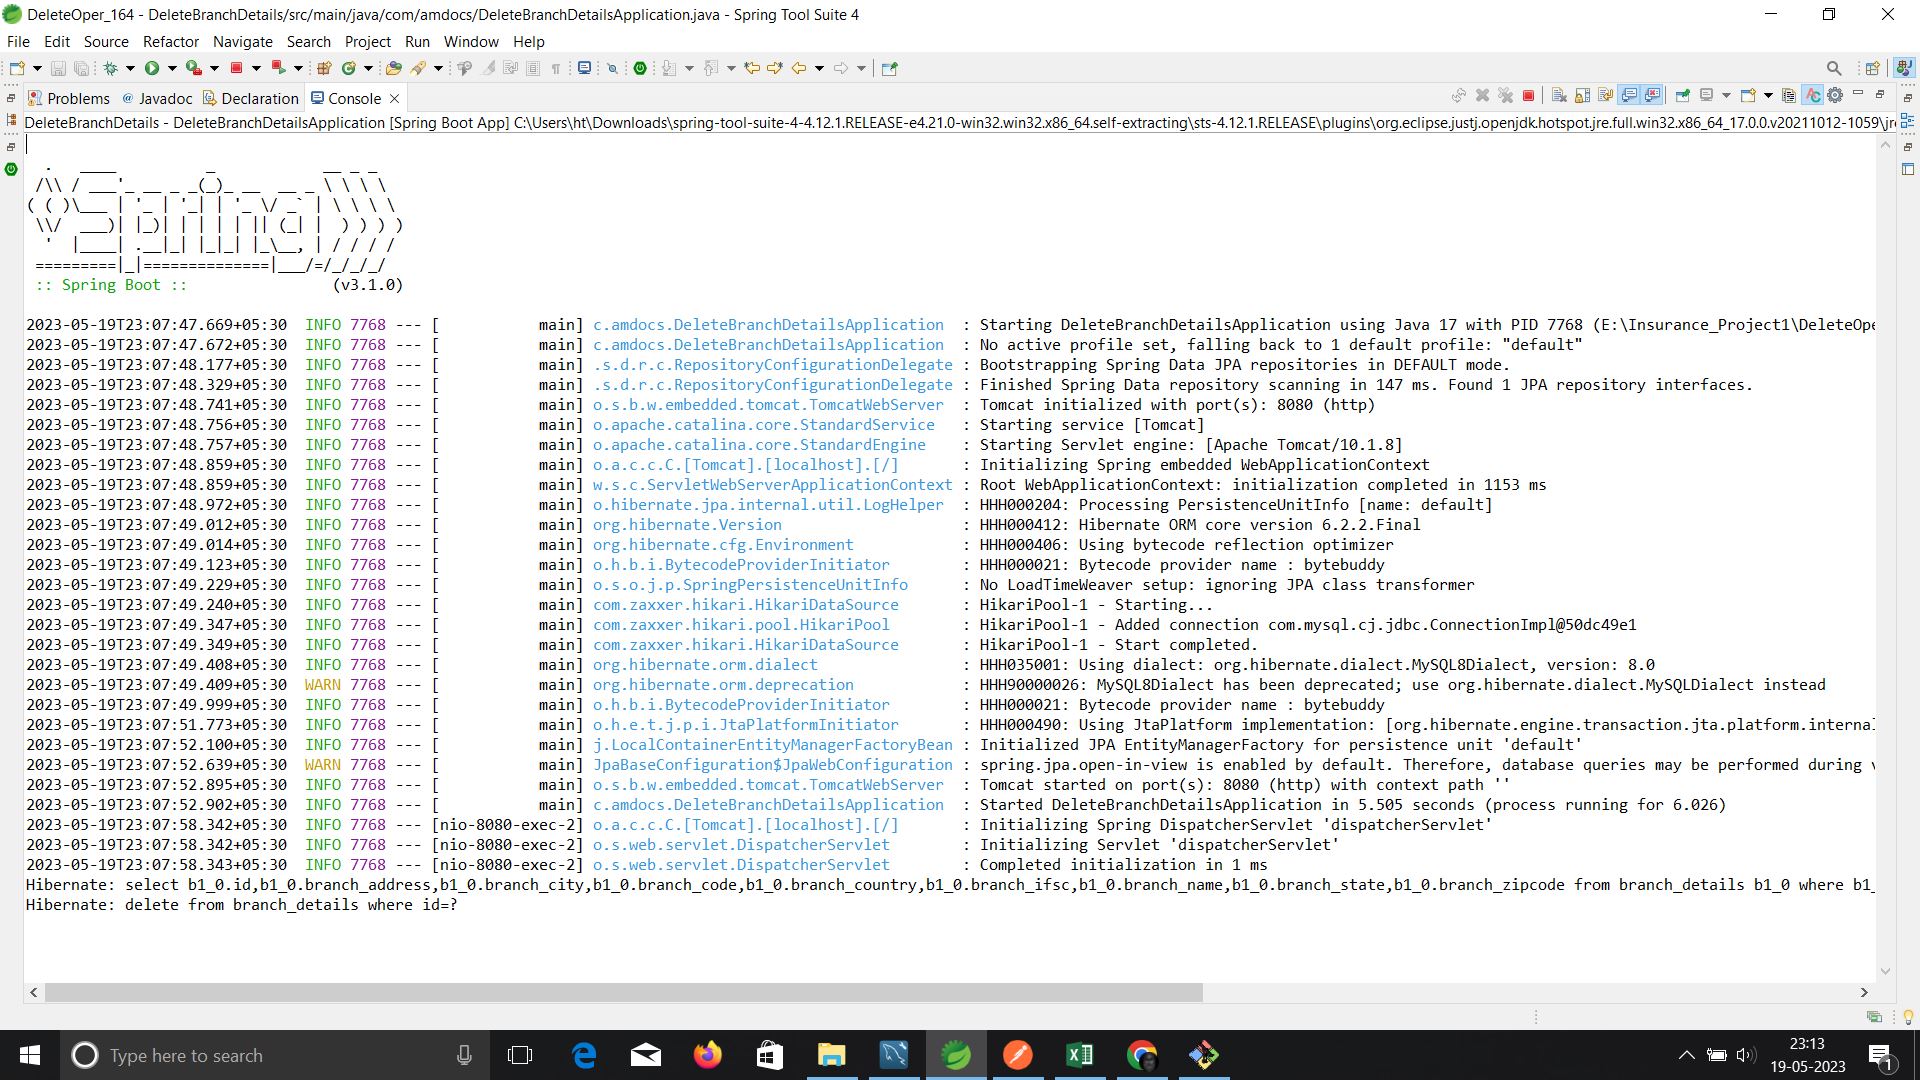 DeleteOper_164 - DeleteBranchDetails/src/main/java/com/amdocs/DeleteBranchDetailsApplication.java - Spring Tool Suite 4
File Edit Source Refactor Navigate Search Project Run Window Help
Problems @ Javadoc Declaration Console
DeleteBranchDetails - DeleteBranchDetailsApplication [Spring Boot App] C:\Users\ht\Downloads\spring-tool-suite-4-4.12.1.RELEASE-e4.21.0-win32.win32.x86_64.self-extracting\sts-4.12.1.RELEASE\plugins\org.eclipse.justj.openjdk.hotspot.jre.full.win32.x86_64_17.0.0.v20211012-1059\jre
  .   ____          _            __ _ _
 /\\ / ___'_ __ _ _(_)_ __  __ _ \ \ \ \
( ( )\___ | '_ | '_| | '_ \/ _` | \ \ \ \
 \\/  ___)| |_)| | | | | || (_| |  ) ) ) )
  '  |____| .__|_| |_|_| |_\__, | / / / /
 =========|_|==============|___/=/_/_/_/
 :: Spring Boot ::                (v3.1.0)
2023-05-19T23:07:47.669+05:30  INFO 7768 --- [           main] c.amdocs.DeleteBranchDetailsApplication  : Starting DeleteBranchDetailsApplication using Java 17 with PID 7768 (E:\Insurance_Project1\DeleteOpe
2023-05-19T23:07:47.672+05:30  INFO 7768 --- [           main] c.amdocs.DeleteBranchDetailsApplication  : No active profile set, falling back to 1 default profile: "default"
2023-05-19T23:07:48.177+05:30  INFO 7768 --- [           main] .s.d.r.c.RepositoryConfigurationDelegate : Bootstrapping Spring Data JPA repositories in DEFAULT mode.
2023-05-19T23:07:48.329+05:30  INFO 7768 --- [           main] .s.d.r.c.RepositoryConfigurationDelegate : Finished Spring Data repository scanning in 147 ms. Found 1 JPA repository interfaces.
2023-05-19T23:07:48.741+05:30  INFO 7768 --- [           main] o.s.b.w.embedded.tomcat.TomcatWebServer  : Tomcat initialized with port(s): 8080 (http)
2023-05-19T23:07:48.756+05:30  INFO 7768 --- [           main] o.apache.catalina.core.StandardService   : Starting service [Tomcat]
2023-05-19T23:07:48.757+05:30  INFO 7768 --- [           main] o.apache.catalina.core.StandardEngine    : Starting Servlet engine: [Apache Tomcat/10.1.8]
2023-05-19T23:07:48.859+05:30  INFO 7768 --- [           main] o.a.c.c.C.[Tomcat].[localhost].[/]       : Initializing Spring embedded WebApplicationContext
2023-05-19T23:07:48.859+05:30  INFO 7768 --- [           main] w.s.c.ServletWebServerApplicationContext : Root WebApplicationContext: initialization completed in 1153 ms
2023-05-19T23:07:48.972+05:30  INFO 7768 --- [           main] o.hibernate.jpa.internal.util.LogHelper  : HHH000204: Processing PersistenceUnitInfo [name: default]
2023-05-19T23:07:49.012+05:30  INFO 7768 --- [           main] org.hibernate.Version                    : HHH000412: Hibernate ORM core version 6.2.2.Final
2023-05-19T23:07:49.014+05:30  INFO 7768 --- [           main] org.hibernate.cfg.Environment            : HHH000406: Using bytecode reflection optimizer
2023-05-19T23:07:49.123+05:30  INFO 7768 --- [           main] o.h.b.i.BytecodeProviderInitiator        : HHH000021: Bytecode provider name : bytebuddy
2023-05-19T23:07:49.229+05:30  INFO 7768 --- [           main] o.s.o.j.p.SpringPersistenceUnitInfo      : No LoadTimeWeaver setup: ignoring JPA class transformer
2023-05-19T23:07:49.240+05:30  INFO 7768 --- [           main] com.zaxxer.hikari.HikariDataSource       : HikariPool-1 - Starting...
2023-05-19T23:07:49.347+05:30  INFO 7768 --- [           main] com.zaxxer.hikari.pool.HikariPool        : HikariPool-1 - Added connection com.mysql.cj.jdbc.ConnectionImpl@50dc49e1
2023-05-19T23:07:49.349+05:30  INFO 7768 --- [           main] com.zaxxer.hikari.HikariDataSource       : HikariPool-1 - Start completed.
2023-05-19T23:07:49.408+05:30  INFO 7768 --- [           main] org.hibernate.orm.dialect                : HHH035001: Using dialect: org.hibernate.dialect.MySQL8Dialect, version: 8.0
2023-05-19T23:07:49.409+05:30  WARN 7768 --- [           main] org.hibernate.orm.deprecation            : HHH90000026: MySQL8Dialect has been deprecated; use org.hibernate.dialect.MySQLDialect instead
2023-05-19T23:07:49.999+05:30  INFO 7768 --- [           main] o.h.b.i.BytecodeProviderInitiator        : HHH000021: Bytecode provider name : bytebuddy
2023-05-19T23:07:51.773+05:30  INFO 7768 --- [           main] o.h.e.t.j.p.i.JtaPlatformInitiator       : HHH000490: Using JtaPlatform implementation: [org.hibernate.engine.transaction.jta.platform.internal.
2023-05-19T23:07:52.100+05:30  INFO 7768 --- [           main] j.LocalContainerEntityManagerFactoryBean : Initialized JPA EntityManagerFactory for persistence unit 'default'
2023-05-19T23:07:52.639+05:30  WARN 7768 --- [           main] JpaBaseConfiguration$JpaWebConfiguration : spring.jpa.open-in-view is enabled by default. Therefore, database queries may be performed during v
2023-05-19T23:07:52.895+05:30  INFO 7768 --- [           main] o.s.b.w.embedded.tomcat.TomcatWebServer  : Tomcat started on port(s): 8080 (http) with context path ''
2023-05-19T23:07:52.902+05:30  INFO 7768 --- [           main] c.amdocs.DeleteBranchDetailsApplication  : Started DeleteBranchDetailsApplication in 5.505 seconds (process running for 6.026)
2023-05-19T23:07:58.342+05:30  INFO 7768 --- [nio-8080-exec-2] o.a.c.c.C.[Tomcat].[localhost].[/]       : Initializing Spring DispatcherServlet 'dispatcherServlet'
2023-05-19T23:07:58.342+05:30  INFO 7768 --- [nio-8080-exec-2] o.s.web.servlet.DispatcherServlet        : Initializing Servlet 'dispatcherServlet'
2023-05-19T23:07:58.343+05:30  INFO 7768 --- [nio-8080-exec-2] o.s.web.servlet.DispatcherServlet        : Completed initialization in 1 ms
Hibernate: select b1_0.id,b1_0.branch_address,b1_0.branch_city,b1_0.branch_code,b1_0.branch_country,b1_0.branch_ifsc,b1_0.branch_name,b1_0.branch_state,b1_0.branch_zipcode from branch_details b1_0 where b1_
Hibernate: delete from branch_details where id=?
Type here to search
23:13
19-05-2023
1